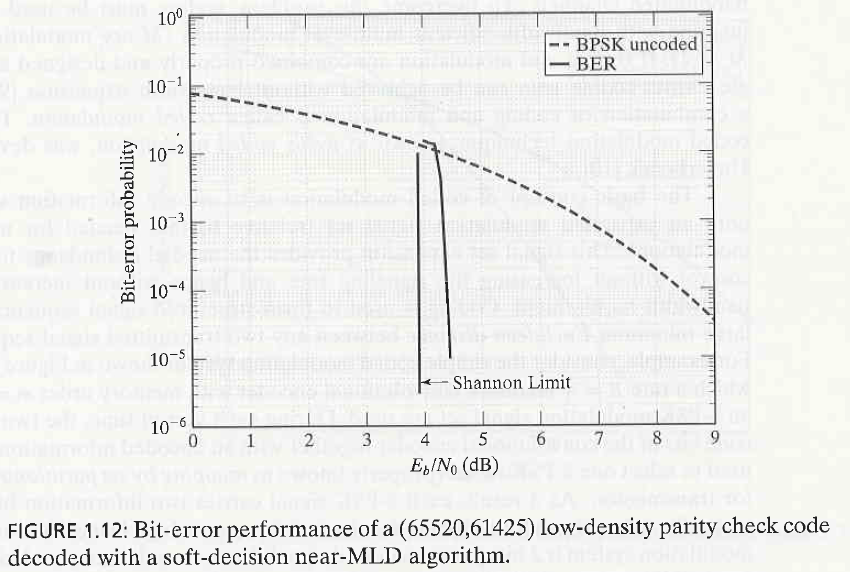 10⁰
10⁻¹
10⁻²
10⁻³
10⁻⁴
10⁻⁵
10⁻⁶
Bit-error probability
BPSK uncoded
BER
Shannon Limit
0 1 2 3 4 5 6 7 8 9
E_b/N_0 (dB)
FIGURE 1.12: Bit-error performance of a (65520,61425) low-density parity check code
decoded with a soft-decision near-MLD algorithm.